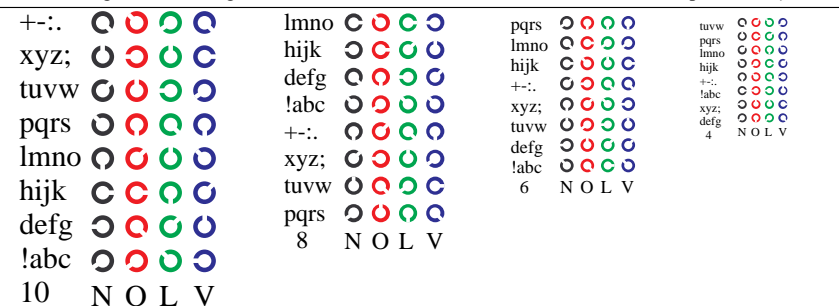 +-:.
xyz;
tuvw
pqrs
lmno
hijk
defg
!abc
10 N O L V
lmno
hijk
defg
!abc
+-:.
xyz;
tuvw
pqrs
8 N O L V
pqrs
lmno
hijk
+-:.
xyz;
tuvw
defg
!abc
6 N O L V
tuvw
pqrs
lmno
hijk
+-:.
!abc
xyz;
defg
4 N O L V